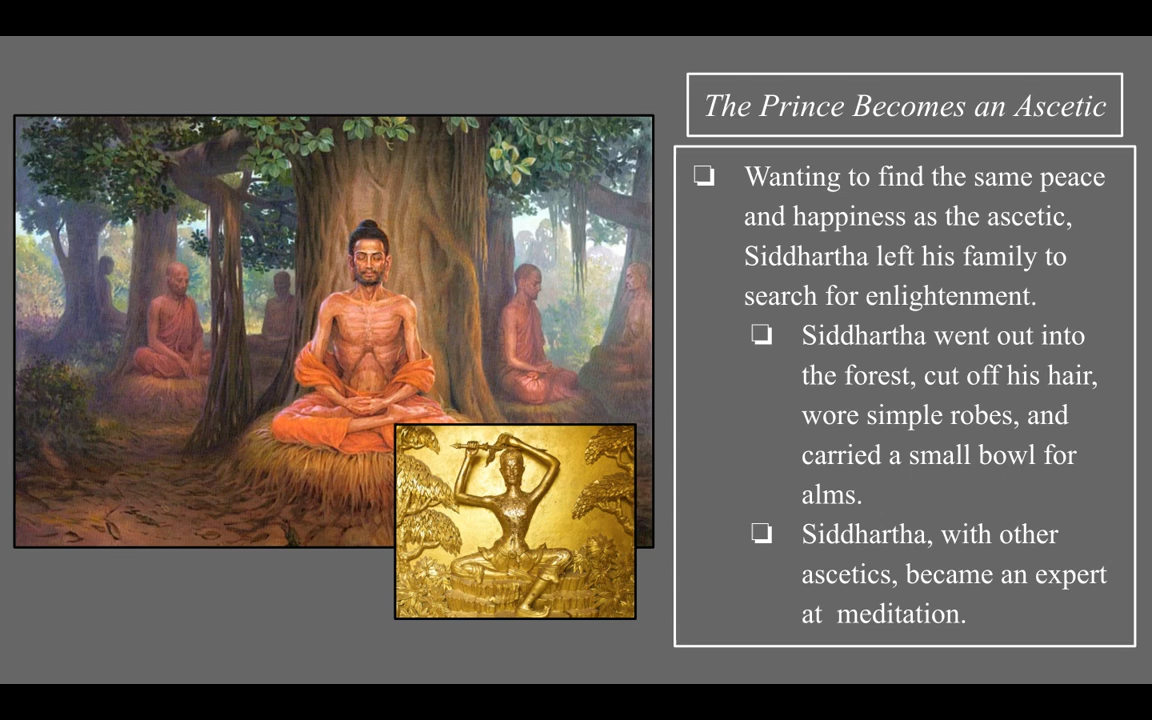 The Prince Becomes an Ascetic
❏ Wanting to find the same peace
and happiness as the ascetic,
Siddhartha left his family to
search for enlightenment.
❏ Siddhartha went out into
the forest, cut off his hair,
wore simple robes, and
carried a small bowl for
alms.
❏ Siddhartha, with other
ascetics, became an expert
at  meditation.